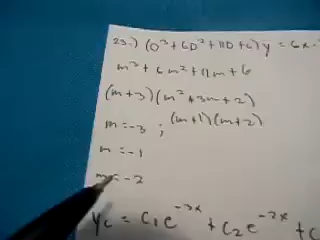 23.) (D³+6D²+11D+6)y = 6x-
m³+6m²+11m+6
(m+3)(m²+3m+2)
m=-3 ; (m+1)(m+2)
m=-1
m=-2
yc = c₁e⁻³ˣ +c₂e⁻²ˣ +c